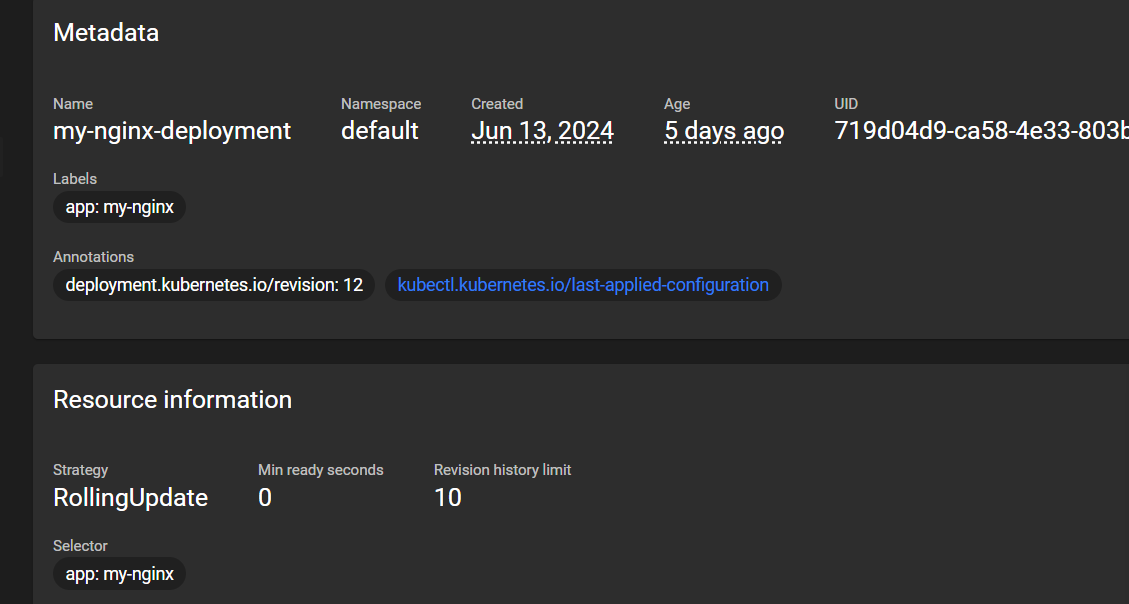 Metadata
Name Namespace Created Age UID
my-nginx-deployment default Jun 13, 2024 5 days ago 719d04d9-ca58-4e33-803b
Labels
app: my-nginx
Annotations
deployment.kubernetes.io/revision: 12 kubectl.kubernetes.io/last-applied-configuration
Resource information
Strategy Min ready seconds Revision history limit
RollingUpdate 0 10
Selector
app: my-nginx